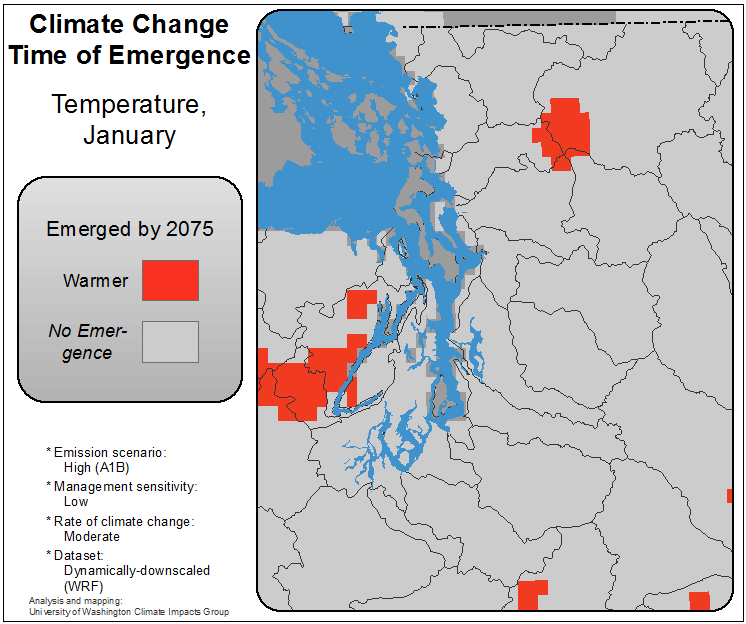 Climate Change
Time of Emergence
Temperature,
January
Emerged by 2075
Warmer
No Emer-
gence
* Emission scenario:
High (A1B)
* Management sensitivity:
Low
* Rate of climate change:
Moderate
* Dataset:
Dynamically-downscaled
(WRF)
Analysis and mapping:
University of Washington Climate Impacts Group